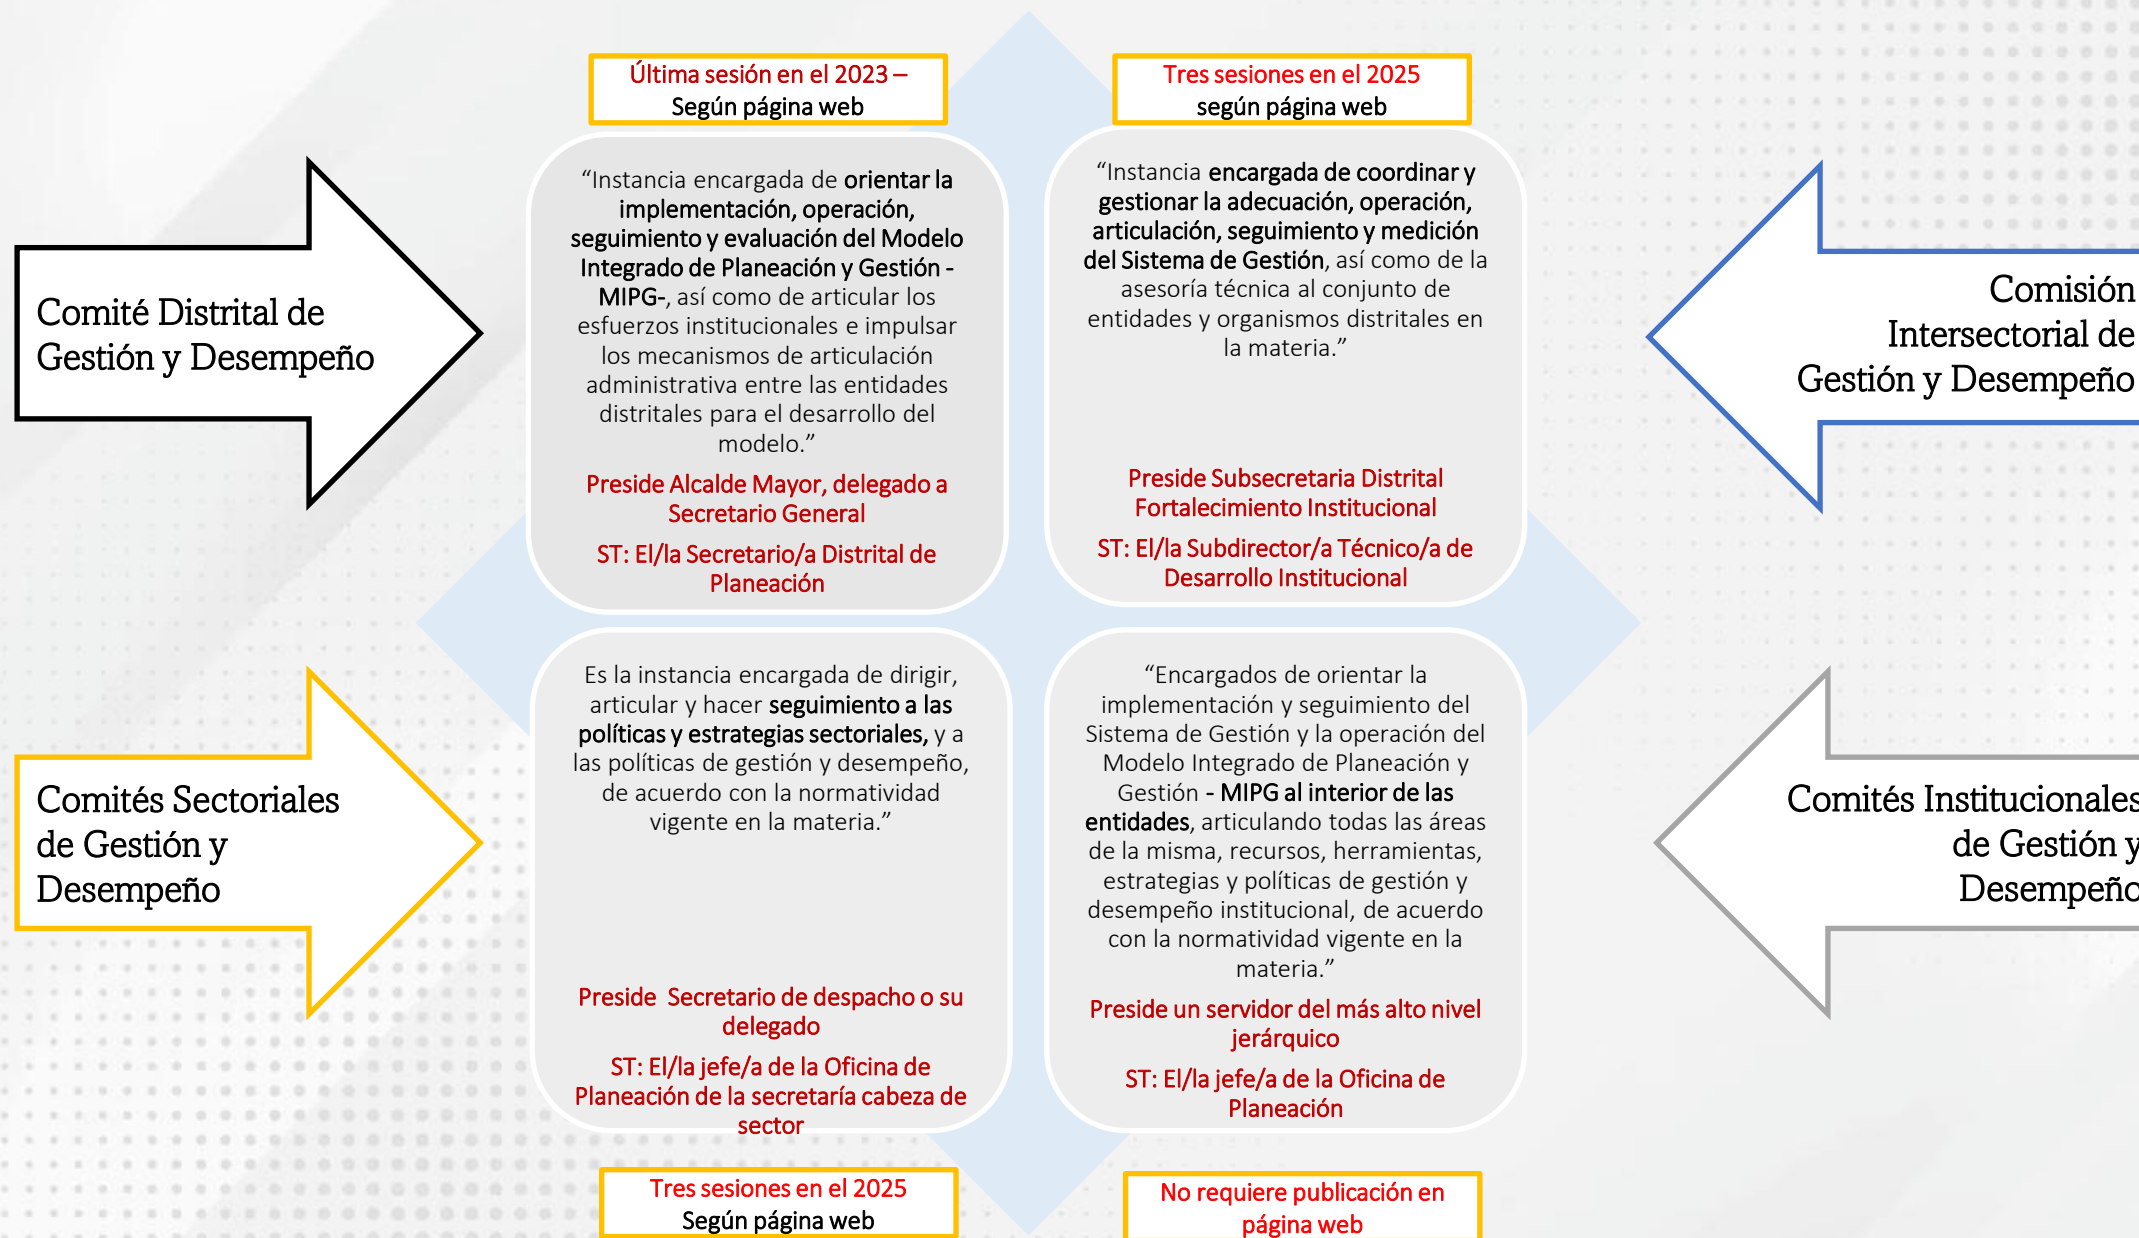 Última sesión en el 2023 –
Según página web
Tres sesiones en el 2025
según página web
Comité Distrital de
Gestión y Desempeño
“Instancia encargada de orientar la
implementación, operación,
seguimiento y evaluación del Modelo
Integrado de Planeación y Gestión -
MIPG-, así como de articular los
esfuerzos institucionales e impulsar
los mecanismos de articulación
administrativa entre las entidades
distritales para el desarrollo del
modelo.”
Preside Alcalde Mayor, delegado a
Secretario General
ST: El/la Secretario/a Distrital de
Planeación
“Instancia encargada de coordinar y
gestionar la adecuación, operación,
articulación, seguimiento y medición
del Sistema de Gestión, así como de la
asesoría técnica al conjunto de
entidades y organismos distritales en
la materia.”
Preside Subsecretaria Distrital
Fortalecimiento Institucional
ST: El/la Subdirector/a Técnico/a de
Desarrollo Institucional
Comisión
Intersectorial de
Gestión y Desempeño
Comités Sectoriales
de Gestión y
Desempeño
Es la instancia encargada de dirigir,
articular y hacer seguimiento a las
políticas y estrategias sectoriales, y a
las políticas de gestión y desempeño,
de acuerdo con la normatividad
vigente en la materia.”
Preside Secretario de despacho o su
delegado
ST: El/la jefe/a de la Oficina de
Planeación de la secretaría cabeza de
sector
“Encargados de orientar la
implementación y seguimiento del
Sistema de Gestión y la operación del
Modelo Integrado de Planeación y
Gestión - MIPG al interior de las
entidades, articulando todas las áreas
de la misma, recursos, herramientas,
estrategias y políticas de gestión y
desempeño institucional, de acuerdo
con la normatividad vigente en la
materia.”
Preside un servidor del más alto nivel
jerárquico
ST: El/la jefe/a de la Oficina de
Planeación
Comités Institucionales
de Gestión y
Desempeño
Tres sesiones en el 2025
Según página web
No requiere publicación en
página web